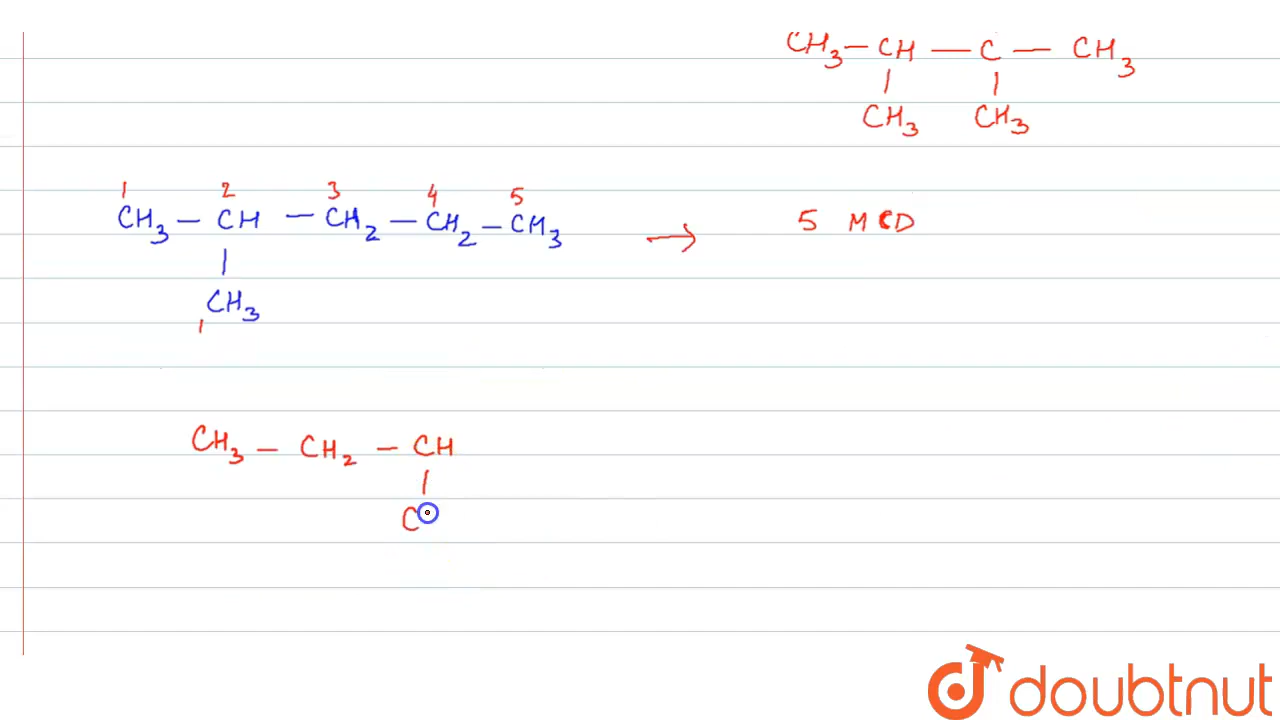 CH3 — CH — C — CH3
| |
CH3 CH3
1 2 3 4 5
CH3 — CH — CH2 — CH2 — CH3 → 5 MCD
|
CH3
1
CH3 — CH2 — CH
|
C
doubtnut